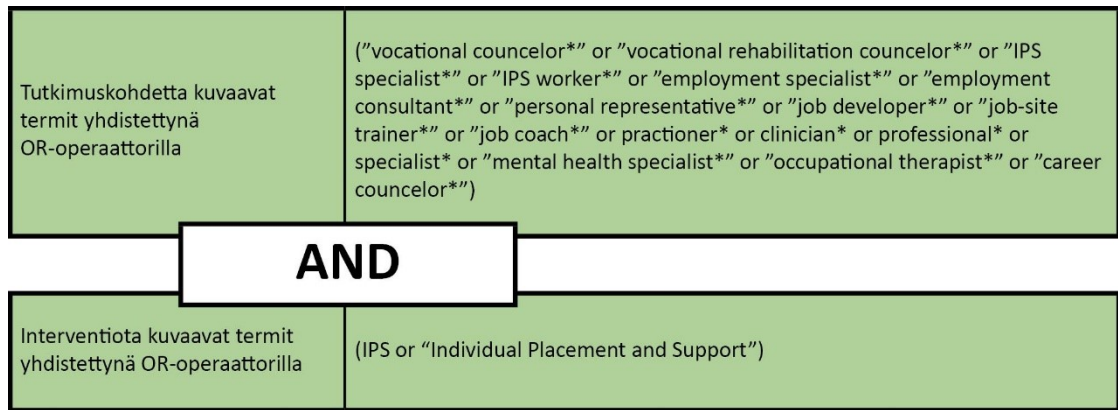 Tutkimuskohdetta kuvaavat
termit yhdistettynä
OR-operaattorilla
(”vocational councelor*” or ”vocational rehabilitation councelor*” or ”IPS
specialist*” or ”IPS worker*” or ”employment specialist*” or ”employment
consultant*” or ”personal representative*” or ”job developer*” or ”job-site
trainer*” or ”job coach*” or practioner* or clinician* or professional* or
specialist* or ”mental health specialist*” or ”occupational therapist*” or ”career
councelor*”)
AND
Interventiota kuvaavat termit
yhdistettynä OR-operaattorilla
(IPS or “Individual Placement and Support”)